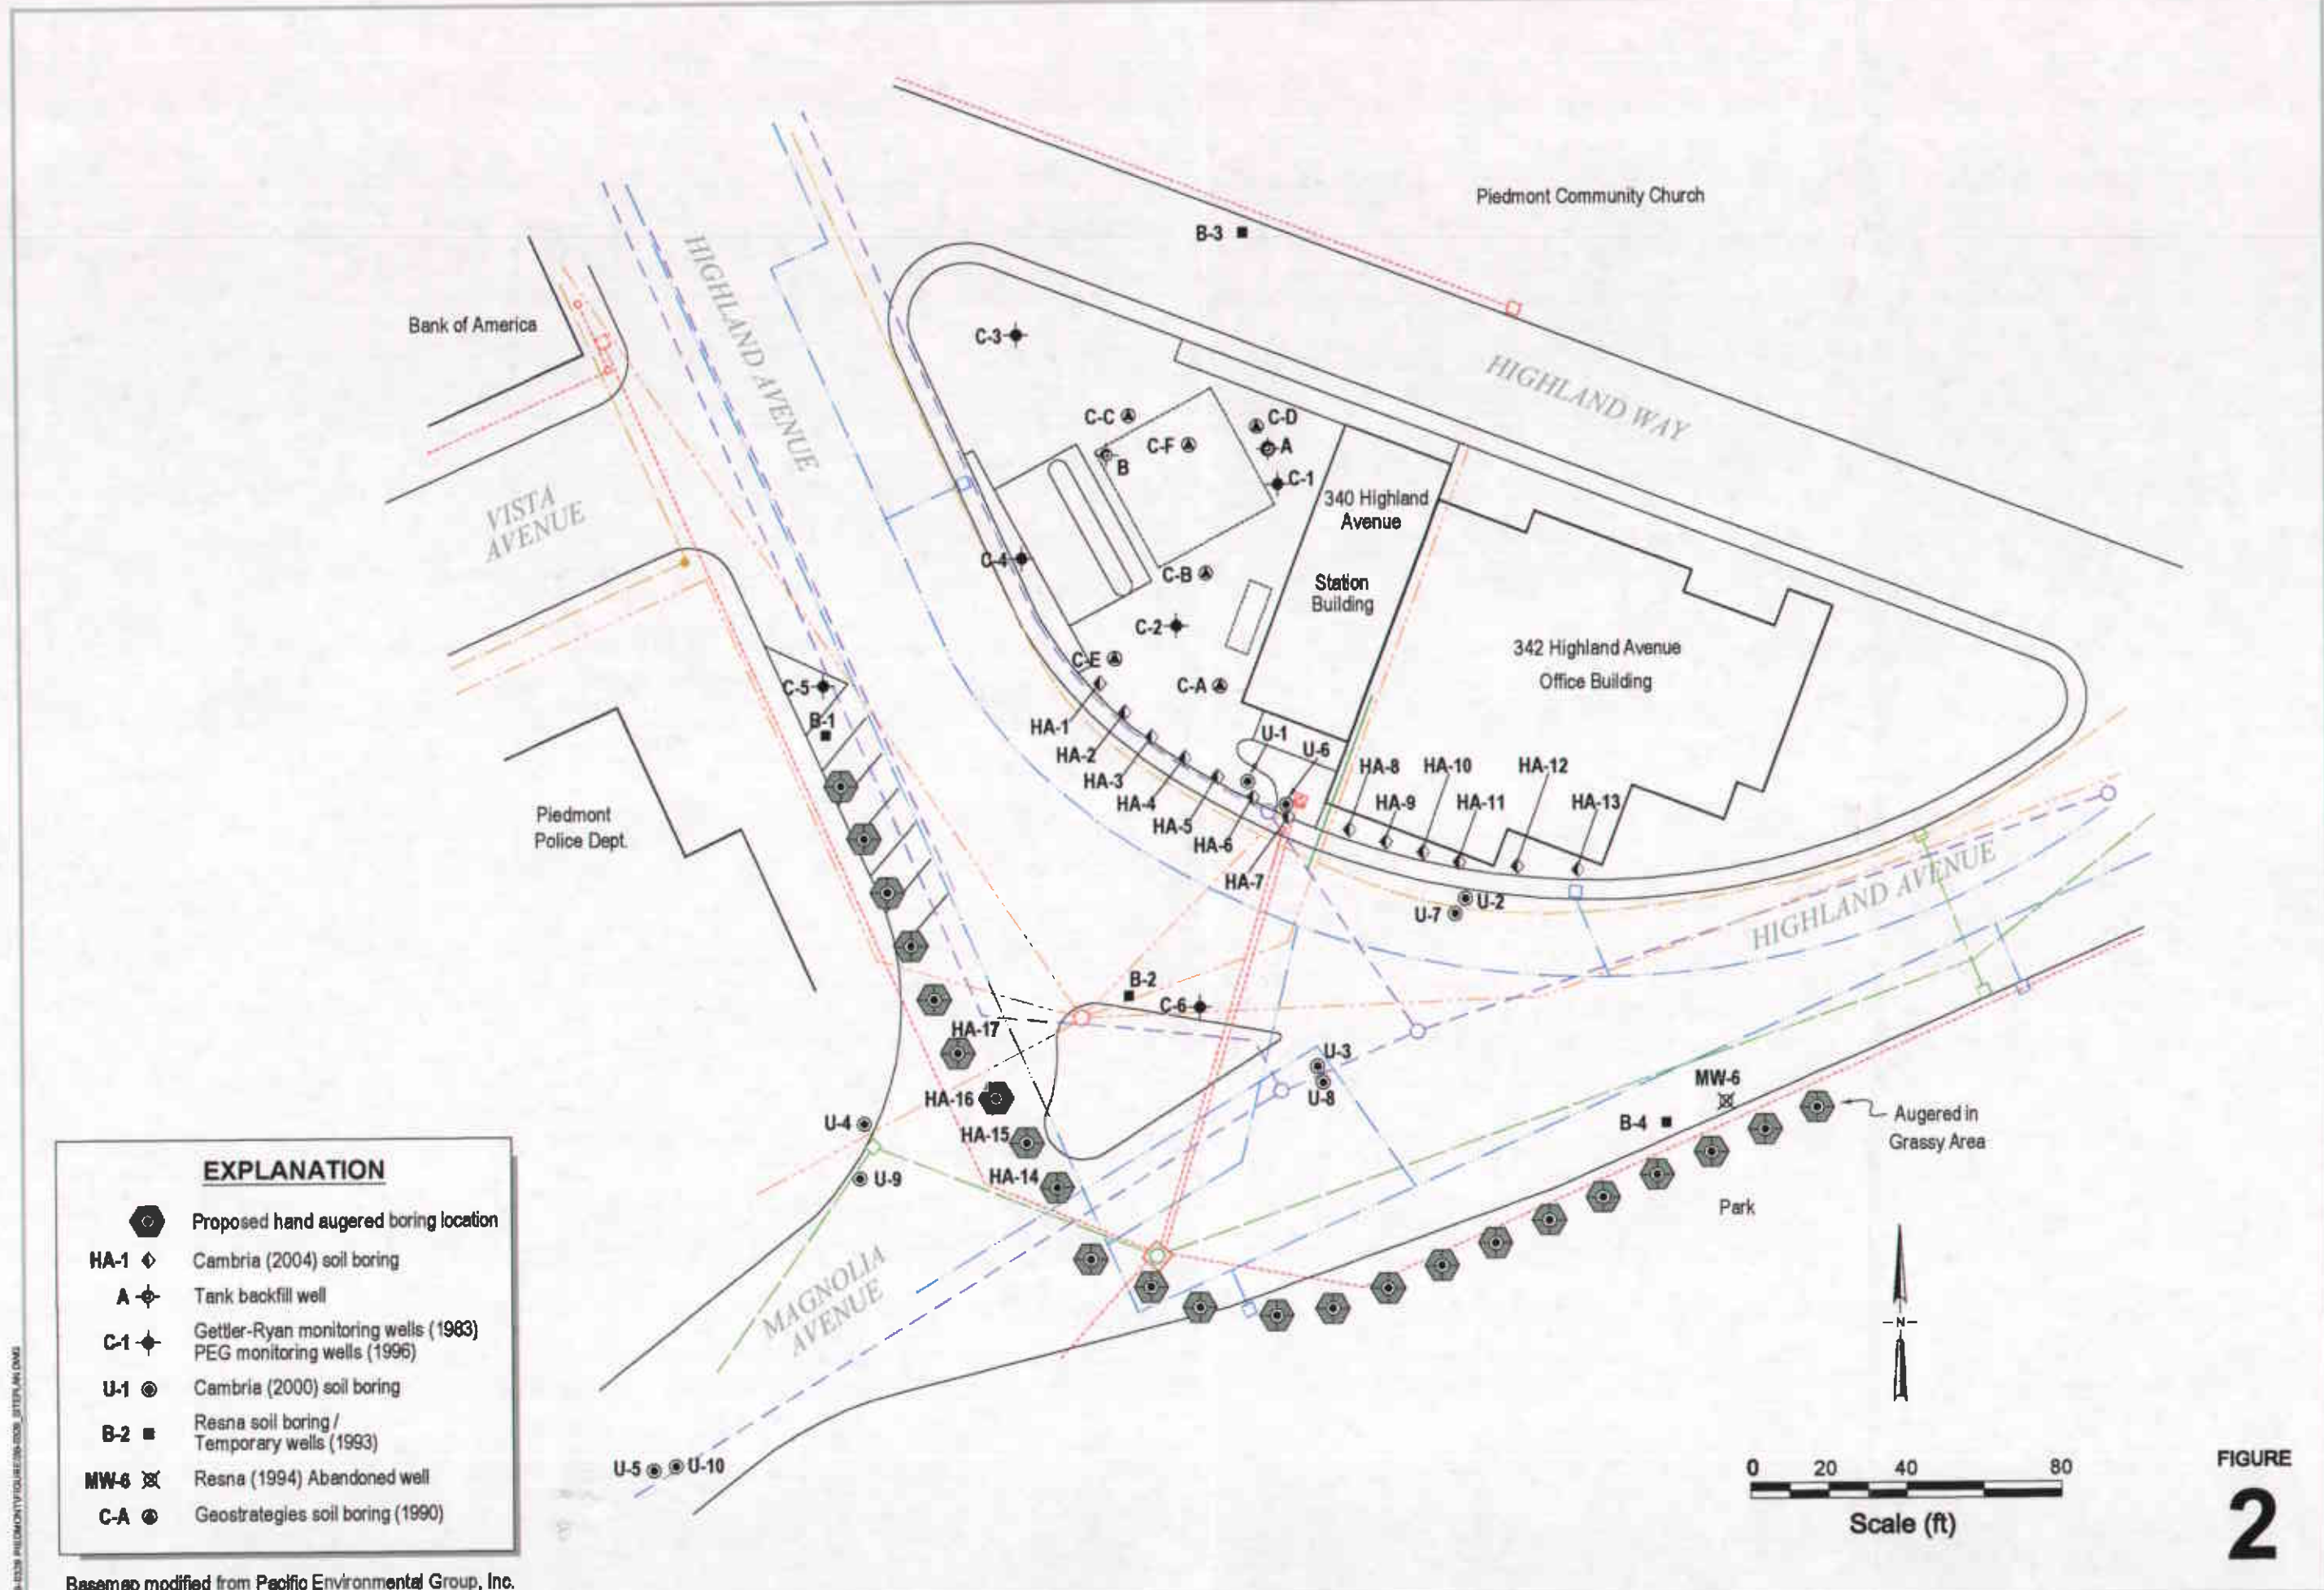 Piedmont Community Church
B-3
HIGHLAND AVENUE
Bank of America
C-3
HIGHLAND WAY
C-C
C-D
C-F
A
B
C-1
340 Highland
Avenue
VISTA
AVENUE
C-4
C-B
Station
Building
C-2
342 Highland Avenue
Office Building
C-E
C-5
C-A
B-1
HA-1
U-1
HA-2
U-6
HA-3
HA-8
HA-10
HA-12
HA-4
HA-9
HA-11
HA-13
Piedmont
Police Dept.
HA-5
HA-6
HA-7
U-2
U-7
HIGHLAND AVENUE
B-2
C-6
HA-17
U-3
MW-6
HA-16
U-8
Augered in
Grassy Area
U-4
B-4
HA-15
U-9
HA-14
Park
MAGNOLIA
AVENUE
N
U-5
U-10
EXPLANATION
Proposed hand augered boring location
HA-1 Cambria (2004) soil boring
A Tank backfill well
C-1 Gettler-Ryan monitoring wells (1983)
PEG monitoring wells (1996)
U-1 Cambria (2000) soil boring
B-2 Resna soil boring /
Temporary wells (1993)
MW-6 Resna (1994) Abandoned well
C-A Geostrategies soil boring (1990)
Basemap modified from Pacific Environmental Group, Inc.
0 20 40 80
Scale (ft)
FIGURE
2